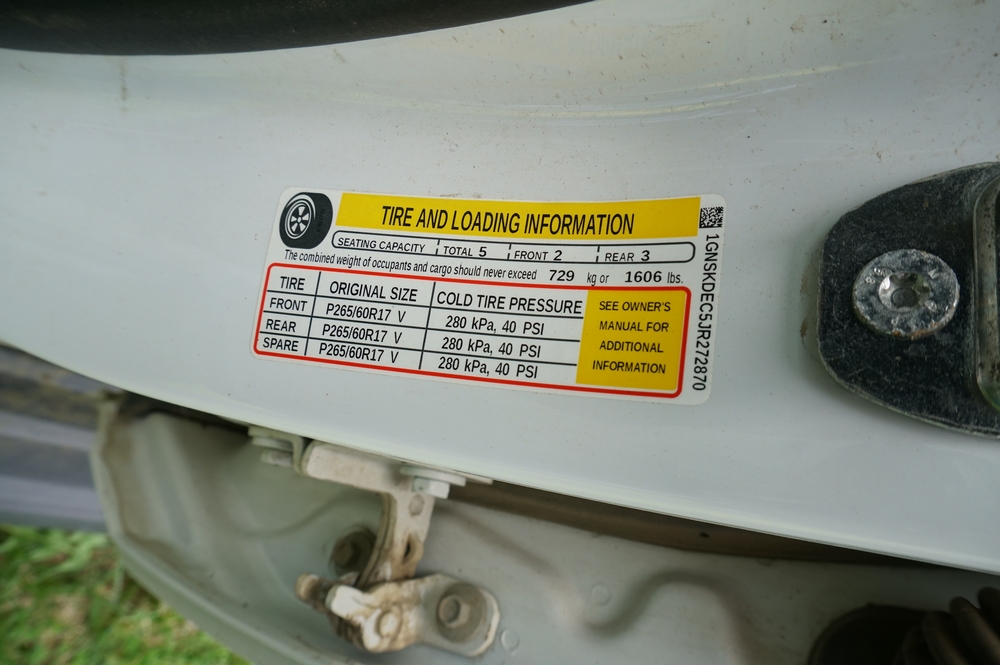 TIRE AND LOADING INFORMATION
SEATING CAPACITY TOTAL 5 FRONT 2 REAR 3
The combined weight of occupants and cargo should never exceed 729 kg or 1606 lbs.
TIRE ORIGINAL SIZE COLD TIRE PRESSURE
FRONT P265/60R17 V 280 kPa, 40 PSI
REAR P265/60R17 V 280 kPa, 40 PSI
SPARE P265/60R17 V 280 kPa, 40 PSI
SEE OWNER'S
MANUAL FOR
ADDITIONAL
INFORMATION
1GNSKDEC5JR272870